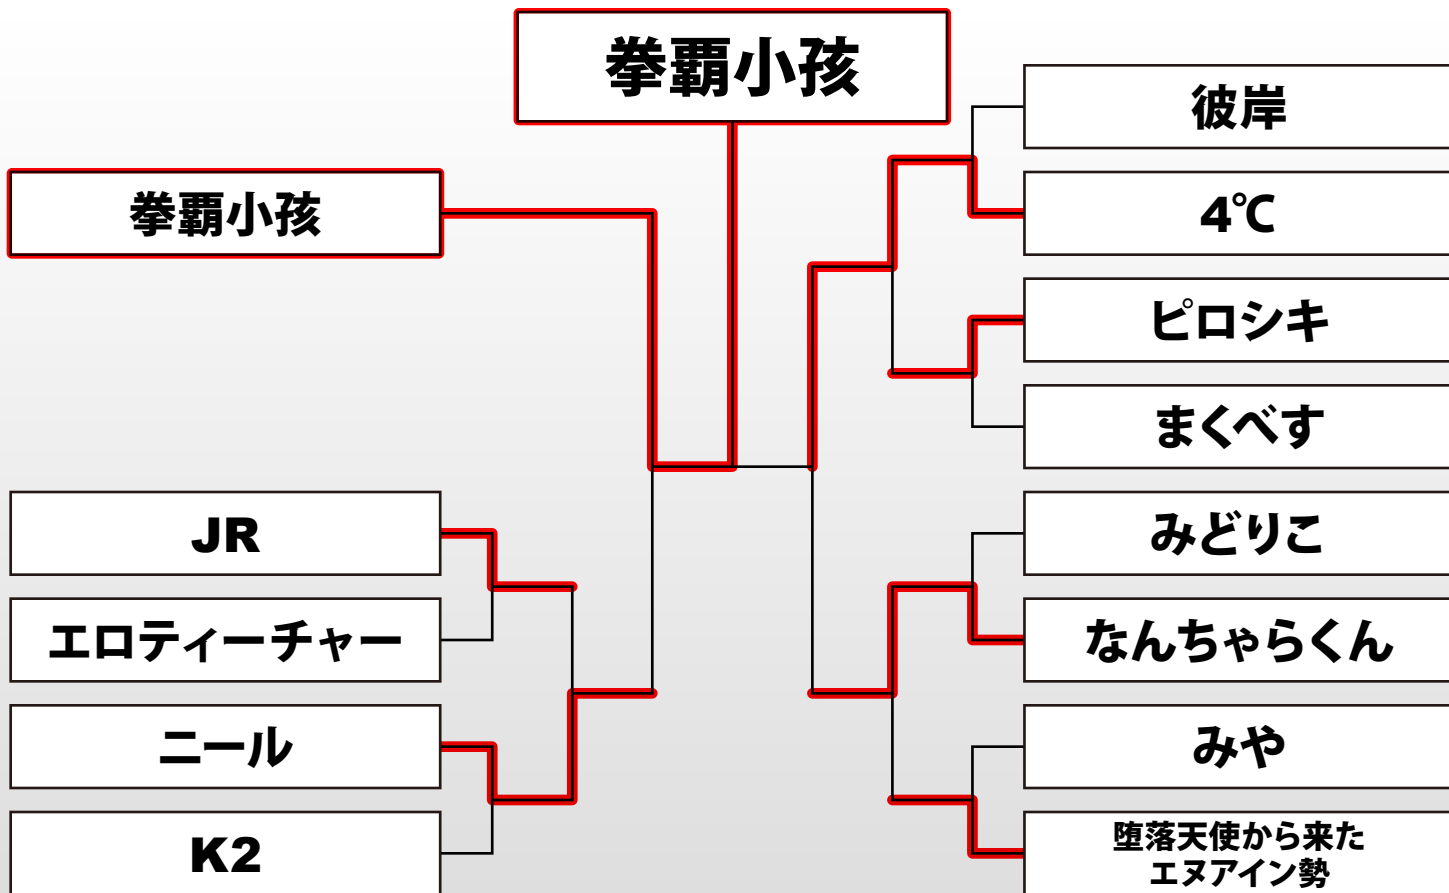 拳覇小孩
拳覇小孩
JR
エロティーチャー
ニール
K2
彼岸
4℃
ピロシキ
まくべす
みどりこ
なんちゃらくん
みや
堕落天使から来た
エヌアイン勢